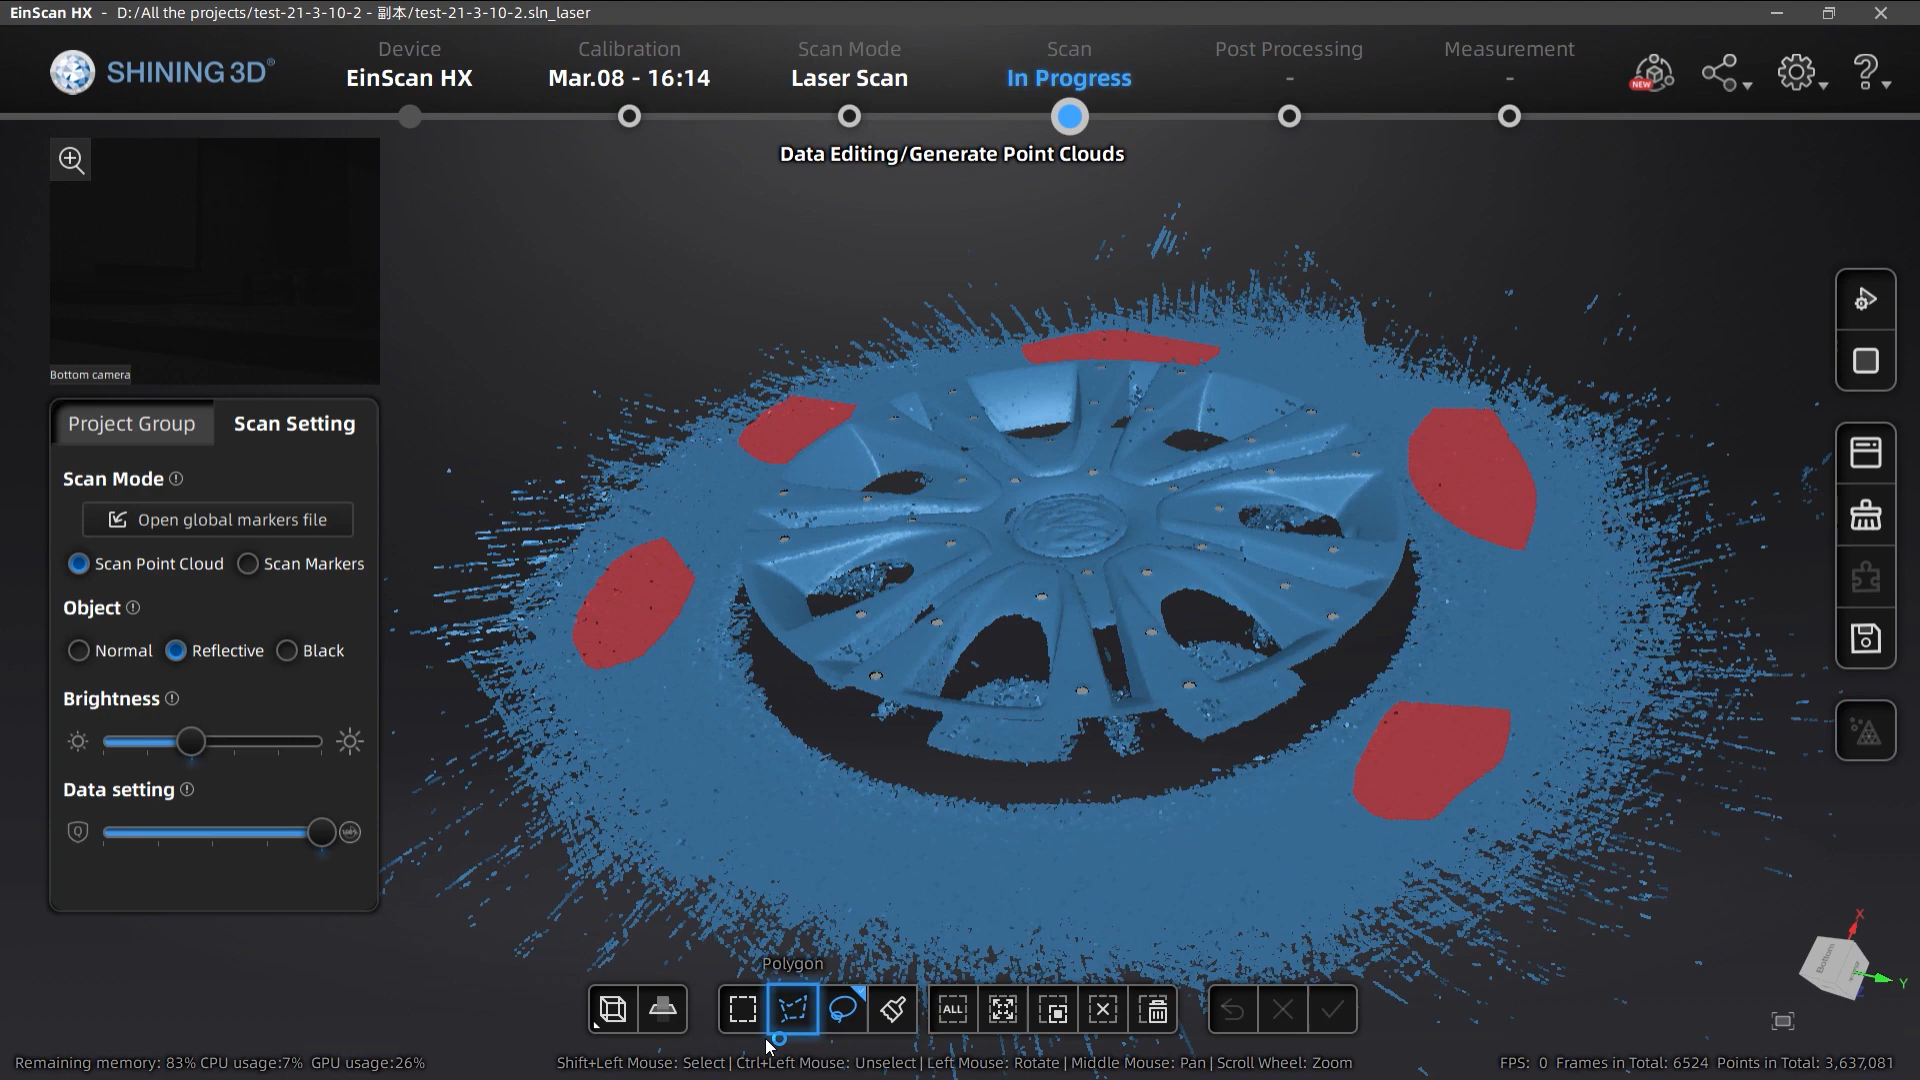 EinScan HX - D:/All the projects/test-21-3-10-2 - 副本/test-21-3-10-2.sln_laser
SHINING 3D®
Device
EinScan HX
Calibration
Mar.08 - 16:14
Scan Mode
Laser Scan
Scan
In Progress
Post Processing
-
Measurement
-
NEW
Data Editing/Generate Point Clouds
Bottom camera
Project Group
Scan Setting
Scan Mode
Open global markers file
Scan Point Cloud
Scan Markers
Object
Normal
Reflective
Black
Brightness
Data setting
Q
100%
Polygon
ALL
X
Y
Bottom
Remaining memory: 83% CPU usage:7% GPU usage:26%
Shift+Left Mouse: Select | Ctrl+Left Mouse: Unselect | Left Mouse: Rotate | Middle Mouse: Pan | Scroll Wheel: Zoom
FPS: 0 Frames in Total: 6524 Points in Total: 3,637,081